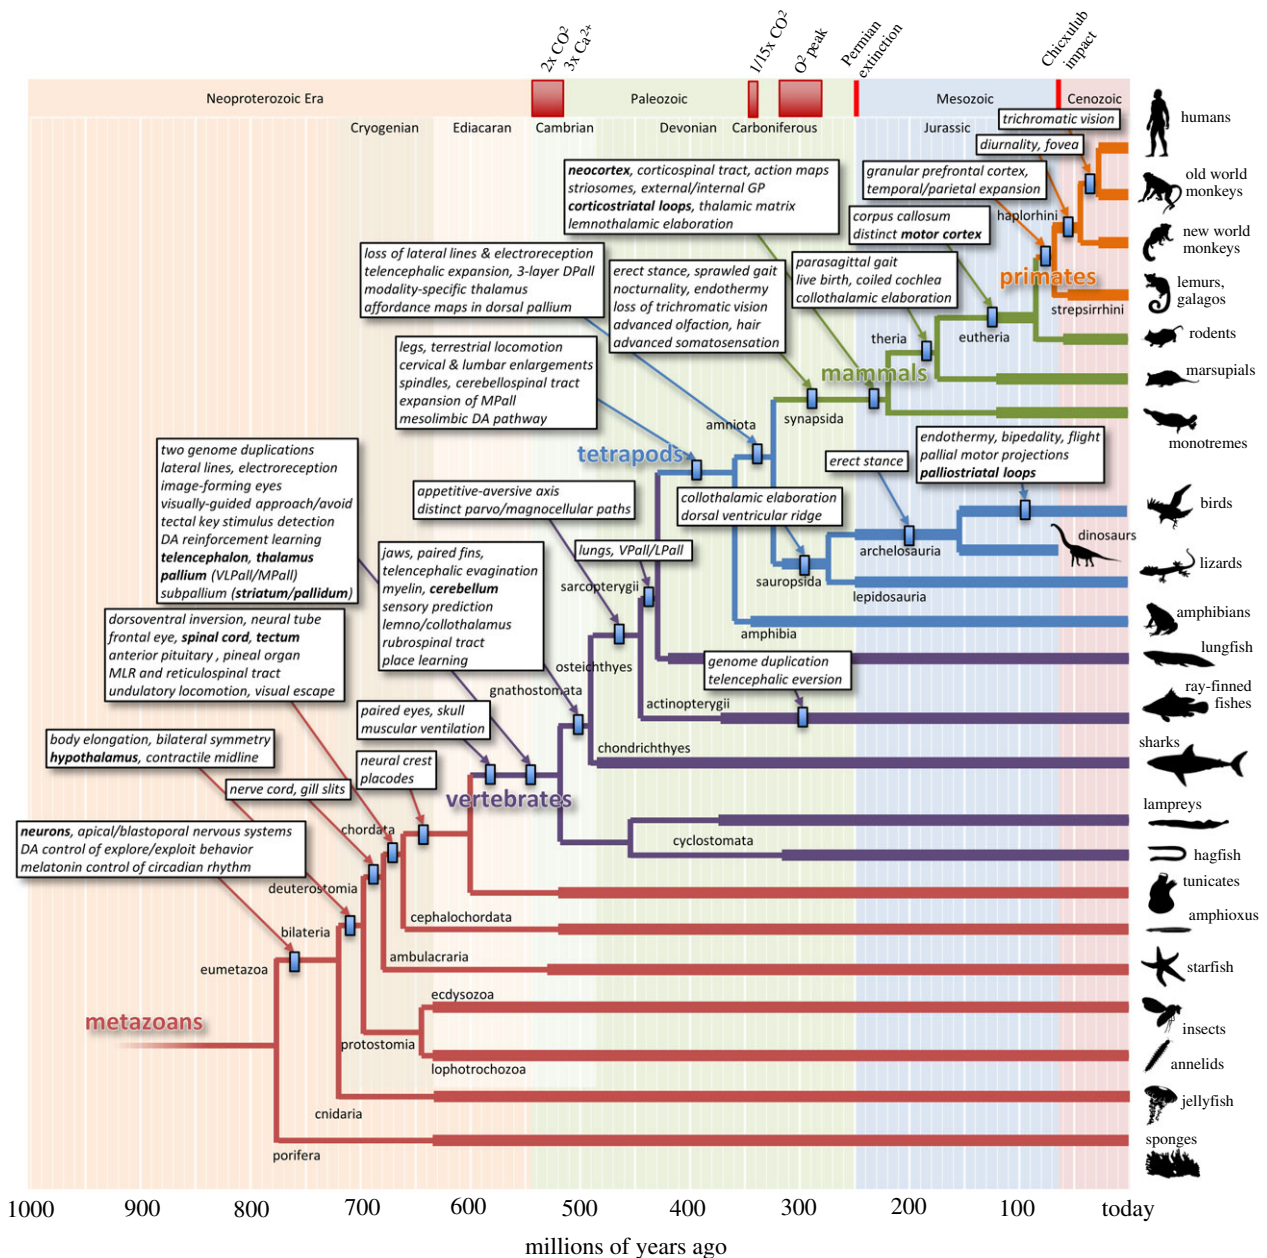 2x CO²
3x Ca²⁺
1/15x CO²
O² peak
Permian
extinction
Chicxulub
impact
Neoproterozoic Era
Paleozoic
Mesozoic
Cenozoic
Cryogenian
Ediacaran
Cambrian
Devonian
Carboniferous
Jurassic
trichromatic vision
diurnality, fovea
granular prefrontal cortex,
temporal/parietal expansion
neocortex, corticospinal tract, action maps
striosomes, external/internal GP
corticostriatal loops, thalamic matrix
lemnothalamic elaboration
corpus callosum
distinct motor cortex
haplorhini
primates
strepsirrhini
loss of lateral lines & electroreception
telencephalic expansion, 3-layer DPall
modality-specific thalamus
affordance maps in dorsal pallium
erect stance, sprawled gait
nocturnality, endothermy
loss of trichromatic vision
advanced olfaction, hair
advanced somatosensation
parasagittal gait
live birth, coiled cochlea
collothalamic elaboration
theria
eutheria
mammals
synapsida
legs, terrestrial locomotion
cervical & lumbar enlargements
spindles, cerebellospinal tract
expansion of MPall
mesolimbic DA pathway
amniota
tetrapods
endothermy, bipedality, flight
pallial motor projections
palliostriatal loops
erect stance
two genome duplications
lateral lines, electroreception
image-forming eyes
visually-guided approach/avoid
tectal key stimulus detection
DA reinforcement learning
telencephalon, thalamus
pallium (VLPall/MPall)
subpallium (striatum/pallidum)
appetitive-aversive axis
distinct parvo/magnocellular paths
collothalamic elaboration
dorsal ventricular ridge
archelosauria
sauropsida
lepidosauria
jaws, paired fins,
telencephalic evagination
myelin, cerebellum
sensory prediction
lemno/collothalamus
rubrospinal tract
place learning
lungs, VPall/LPall
sarcopterygii
amphibia
dorsoventral inversion, neural tube
frontal eye, spinal cord, tectum
anterior pituitary , pineal organ
MLR and reticulospinal tract
undulatory locomotion, visual escape
osteichthyes
genome duplication
telencephalic eversion
gnathostomata
actinopterygii
paired eyes, skull
muscular ventilation
chondrichthyes
body elongation, bilateral symmetry
hypothalamus, contractile midline
neural crest
placodes
nerve cord, gill slits
vertebrates
neurons, apical/blastoporal nervous systems
DA control of explore/exploit behavior
melatonin control of circadian rhythm
chordata
cyclostomata
deuterostomia
cephalochordata
bilateria
ambulacraria
eumetazoa
ecdysozoa
metazoans
protostomia
lophotrochozoa
cnidaria
porifera
humans
old world
monkeys
new world
monkeys
lemurs,
galagos
rodents
marsupials
monotremes
birds
dinosaurs
lizards
amphibians
lungfish
ray-finned
fishes
sharks
lampreys
hagfish
tunicates
amphioxus
starfish
insects
annelids
jellyfish
sponges
1000 900 800 700 600 500 400 300 200 100 today
millions of years ago